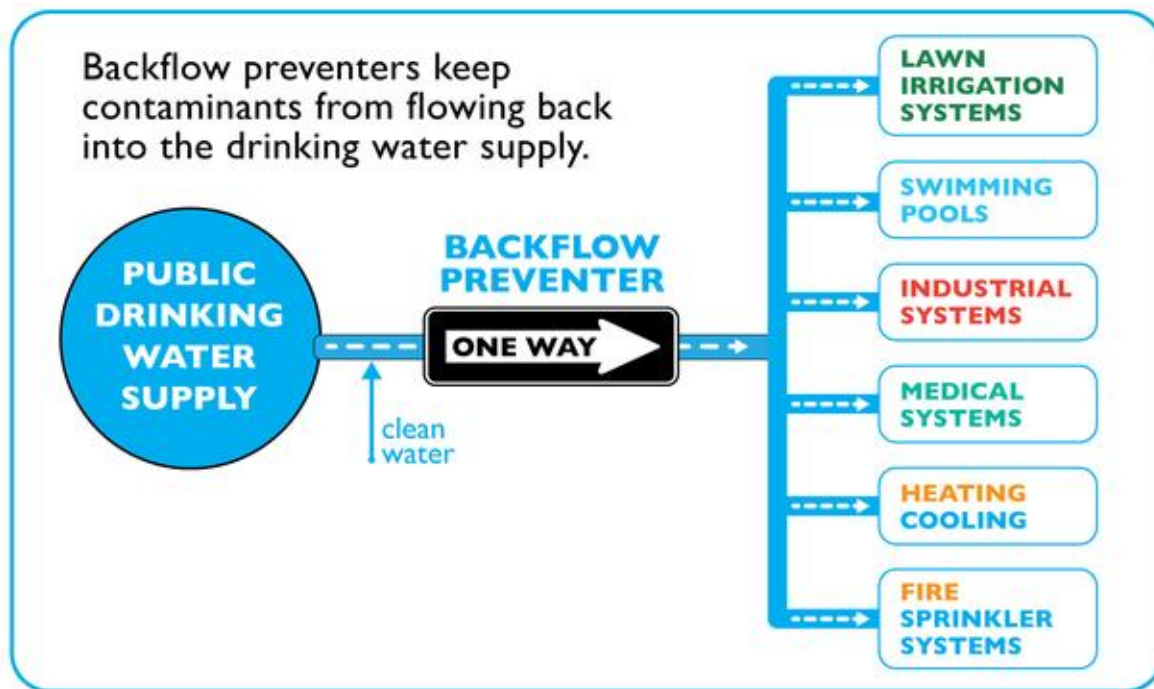 Backflow preventers keep
contaminants from flowing back
into the drinking water supply.
PUBLIC
DRINKING
WATER
SUPPLY
clean
water
BACKFLOW
PREVENTER
ONE WAY
LAWN
IRRIGATION
SYSTEMS
SWIMMING
POOLS
INDUSTRIAL
SYSTEMS
MEDICAL
SYSTEMS
HEATING
COOLING
FIRE
SPRINKLER
SYSTEMS